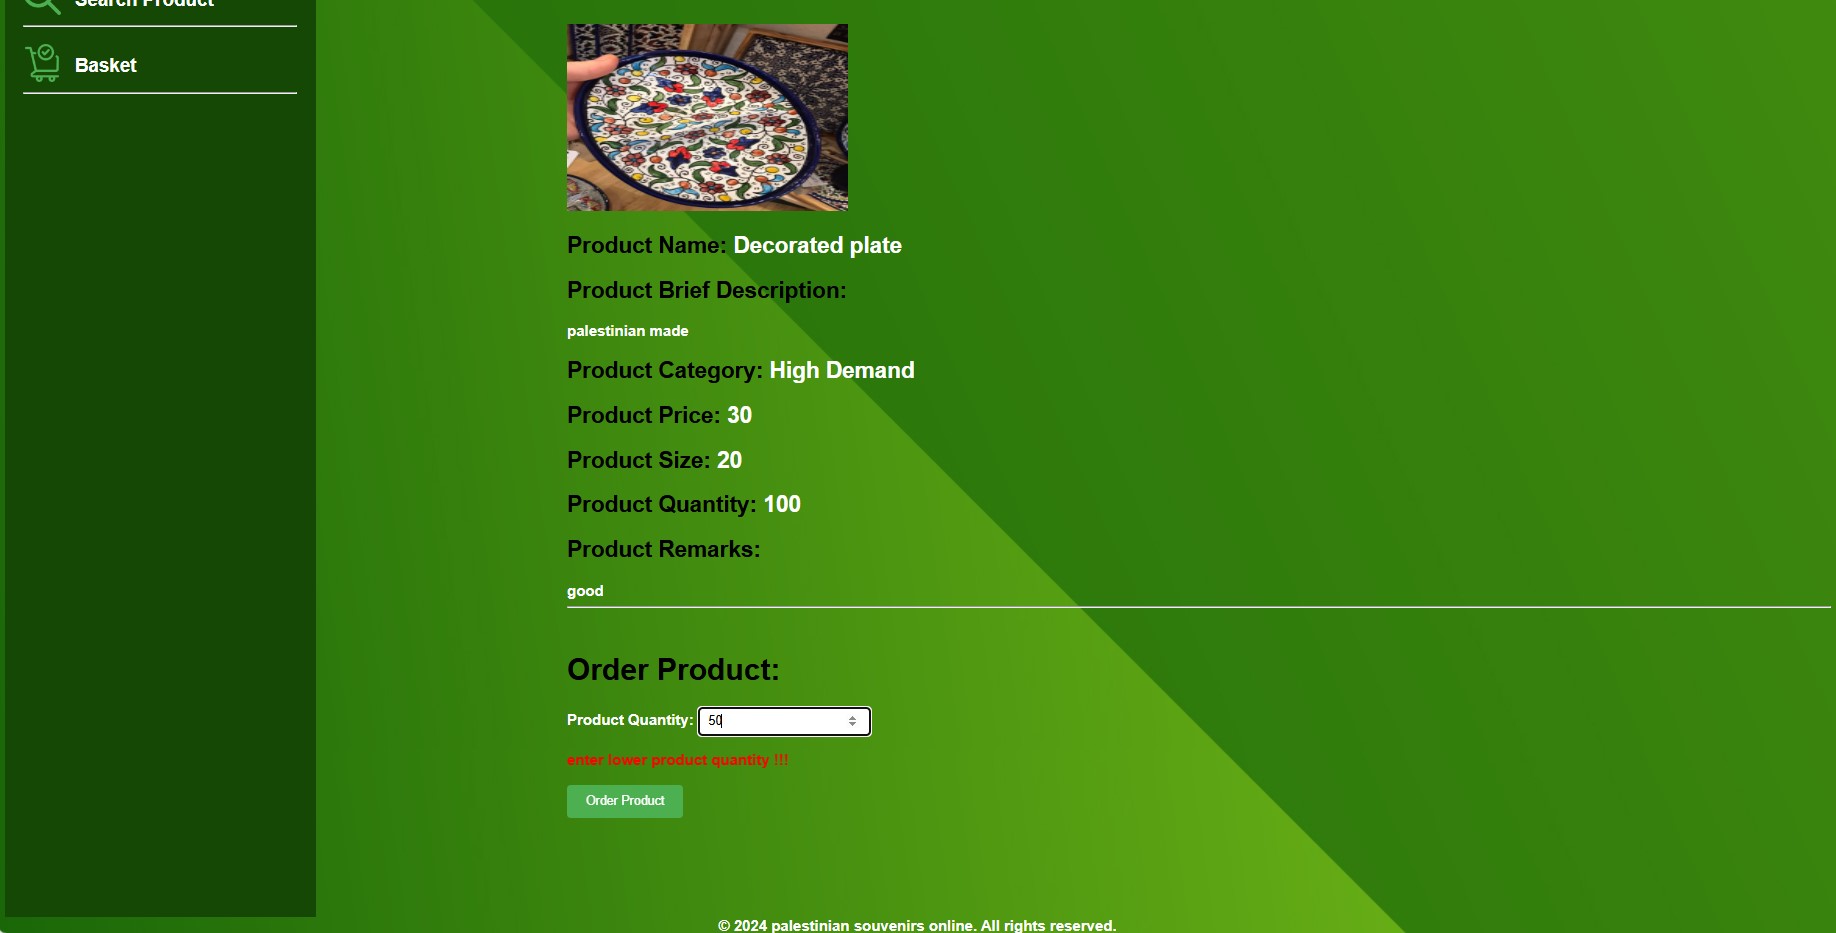 Search Product
Basket
Product Name: Decorated plate
Product Brief Description:
palestinian made
Product Category: High Demand
Product Price: 30
Product Size: 20
Product Quantity: 100
Product Remarks:
good
Order Product:
Product Quantity: 50
enter lower product quantity !!!
Order Product
© 2024 palestinian souvenirs online. All rights reserved.